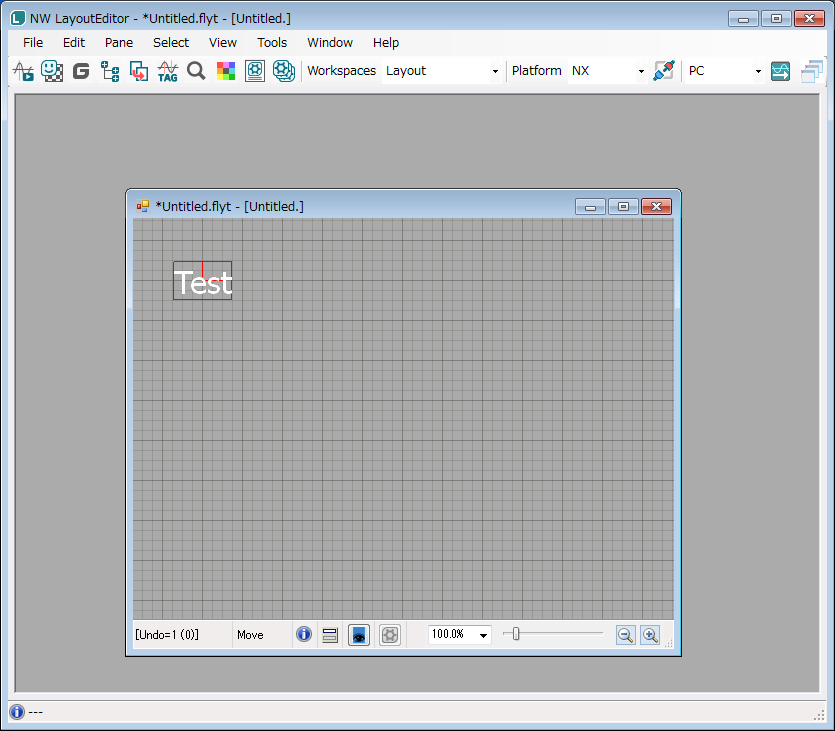 NW LayoutEditor - *Untitled.flyt - [Untitled.]
File Edit Pane Select View Tools Window Help
G TAG Workspaces Layout Platform NX PC
*Untitled.flyt - [Untitled.]
Test
[Undo=1 (0)] Move 100.0%
---